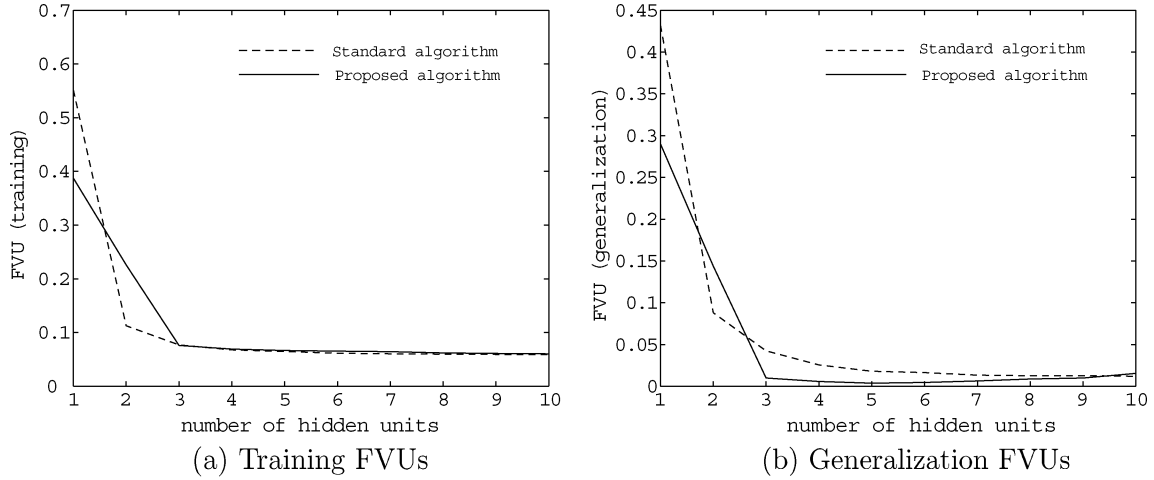 0.7
0.6
0.5
0.4
0.3
0.2
0.1
0
FVU (training)
Standard algorithm
Proposed algorithm
1 2 3 4 5 6 7 8 9 10
number of hidden units
(a) Training FVUs
0.45
0.4
0.35
0.3
0.25
0.2
0.15
0.1
0.05
0
FVU (generalization)
Standard algorithm
Proposed algorithm
1 2 3 4 5 6 7 8 9 10
number of hidden units
(b) Generalization FVUs